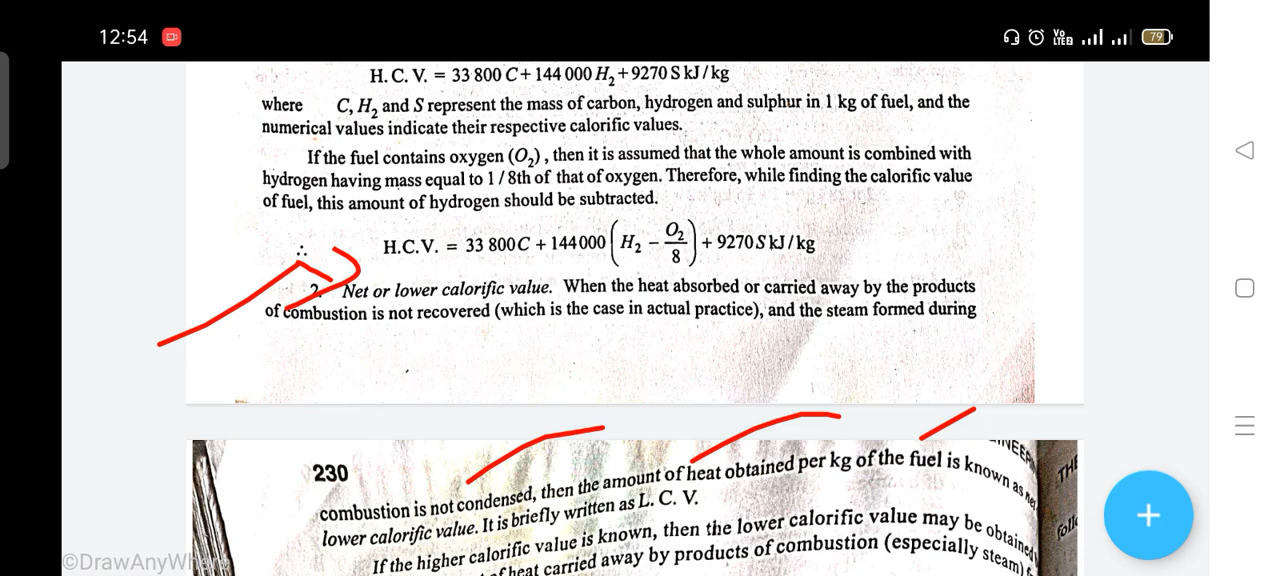 12:54
Vo
LTE2
79
H. C. V. = 33 800 C + 144 000 H₂ + 9270 S kJ / kg
where C, H₂ and S represent the mass of carbon, hydrogen and sulphur in 1 kg of fuel, and the
numerical values indicate their respective calorific values.
If the fuel contains oxygen (O₂), then it is assumed that the whole amount is combined with
hydrogen having mass equal to 1 / 8th of that of oxygen. Therefore, while finding the calorific value
of fuel, this amount of hydrogen should be subtracted.
∴ H.C.V. = 33 800 C + 144 000 (H₂ − O₂/8) + 9270 S kJ / kg
2. Net or lower calorific value. When the heat absorbed or carried away by the products
of combustion is not recovered (which is the case in actual practice), and the steam formed during
230
combustion is not condensed, then the amount of heat obtained per kg of the fuel is known as
lower calorific value. It is briefly written as L. C. V.
If the higher calorific value is known, then the lower calorific value may be obtained
heat carried away by products of combustion (especially steam)
+
©DrawAnyWh